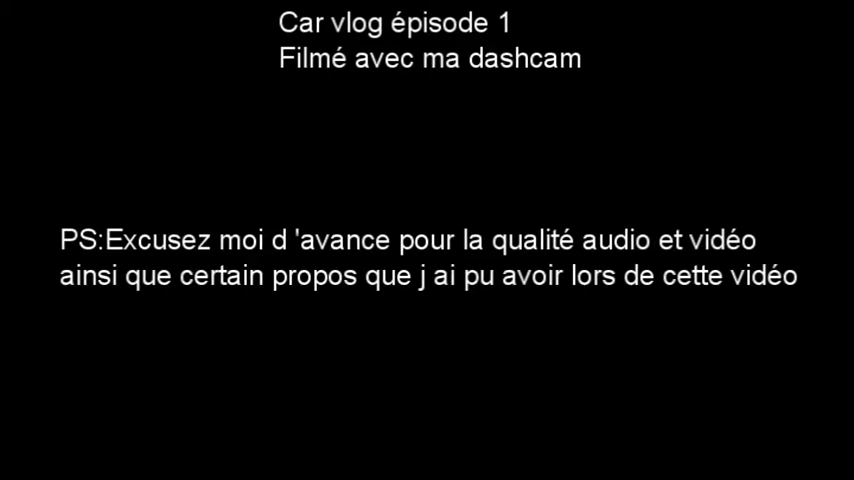 Car vlog épisode 1
Filmé avec ma dashcam
PS:Excusez moi d 'avance pour la qualité audio et vidéo
ainsi que certain propos que j ai pu avoir lors de cette vidéo